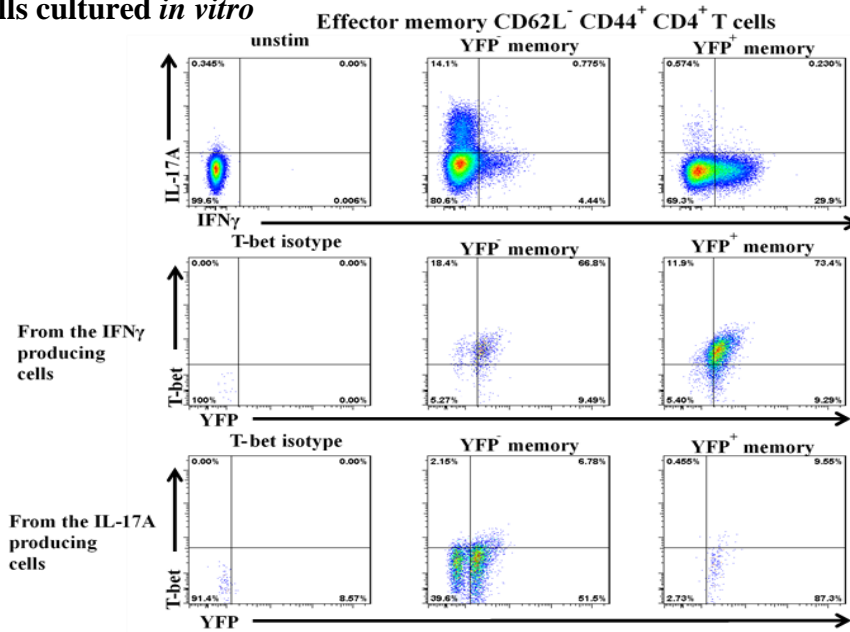 lls cultured in vitro
Effector memory CD62L⁻ CD44⁺ CD4⁺ T cells
unstim YFP⁻ memory YFP⁺ memory
0.345% 0.00% 14.1% 0.775% 0.574% 0.230%
IL-17A
99.6% 0.006% 80.6% 4.44% 69.3% 29.9%
IFNγ
T-bet isotype YFP⁻ memory YFP⁺ memory
0.00% 0.00% 18.4% 66.8% 11.9% 73.4%
From the IFNγ
producing
cells
T-bet
100% 0.00% 5.27% 9.49% 5.40% 9.29%
YFP
T-bet isotype YFP⁻ memory YFP⁺ memory
0.00% 0.00% 2.15% 6.78% 0.455% 9.55%
From the IL-17A
producing
cells
T-bet
91.4% 8.57% 39.6% 51.5% 2.73% 87.3%
YFP